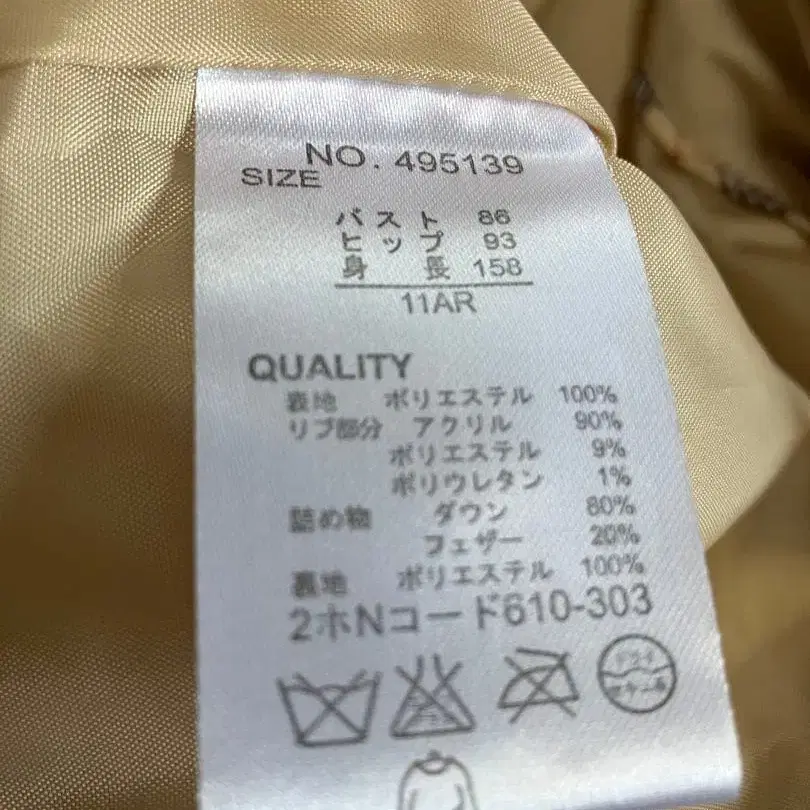 NO. 495139
SIZE
バスト 86
ヒップ 93
身長 158
11AR
QUALITY
表地 ポリエステル 100%
リブ部分 アクリル 90%
ポリエステル 9%
ポリウレタン 1%
詰め物 ダウン 80%
フェザー 20%
裏地 ポリエステル 100%
2ホNコード610-303
ドライ